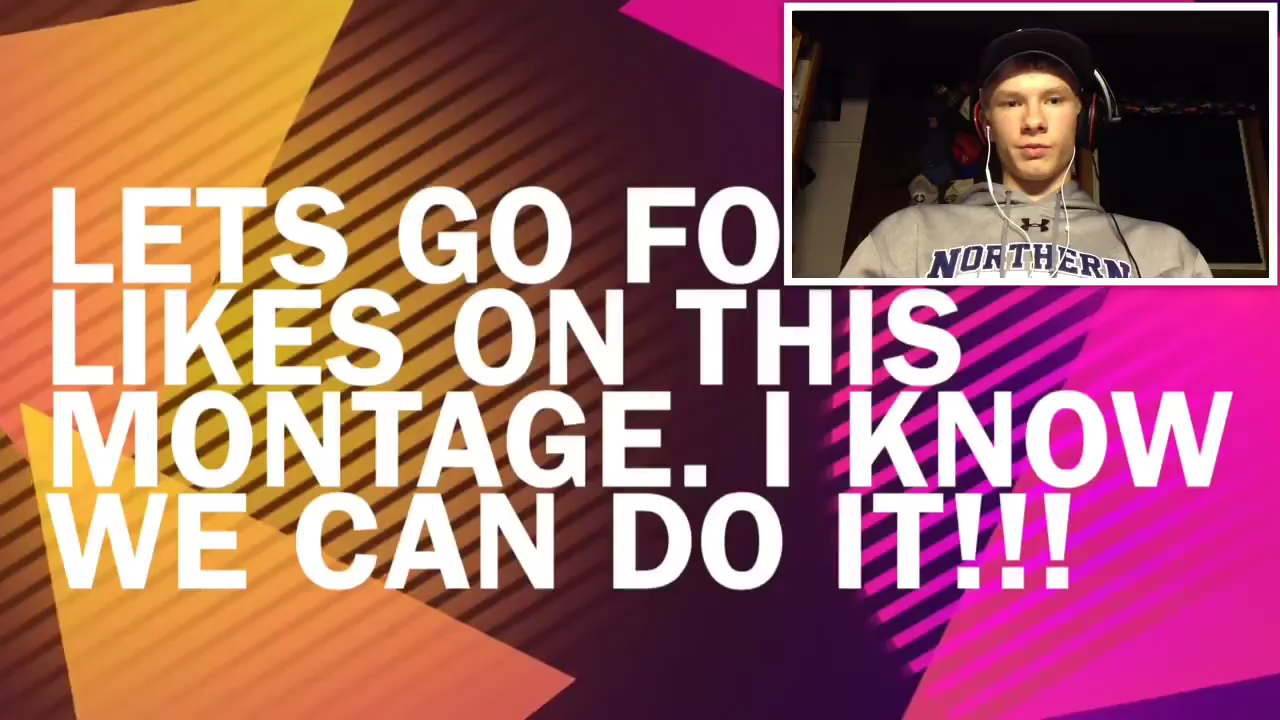 LETS GO FO
LIKES ON THIS
MONTAGE. I KNOW
WE CAN DO IT!!!
NORTHERN